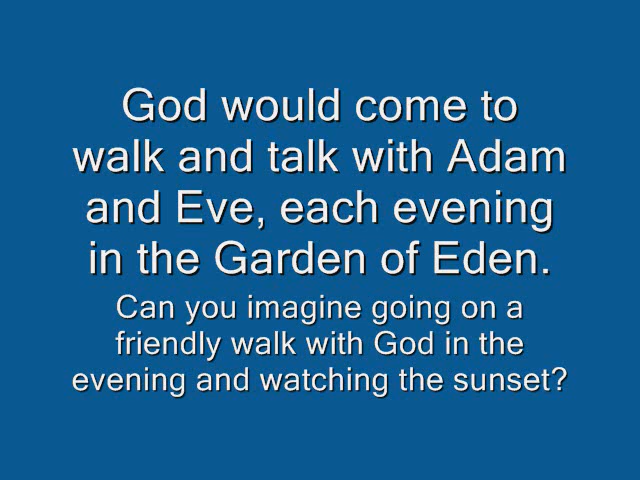 God would come to
walk and talk with Adam
and Eve, each evening
in the Garden of Eden.
Can you imagine going on a
friendly walk with God in the
evening and watching the sunset?